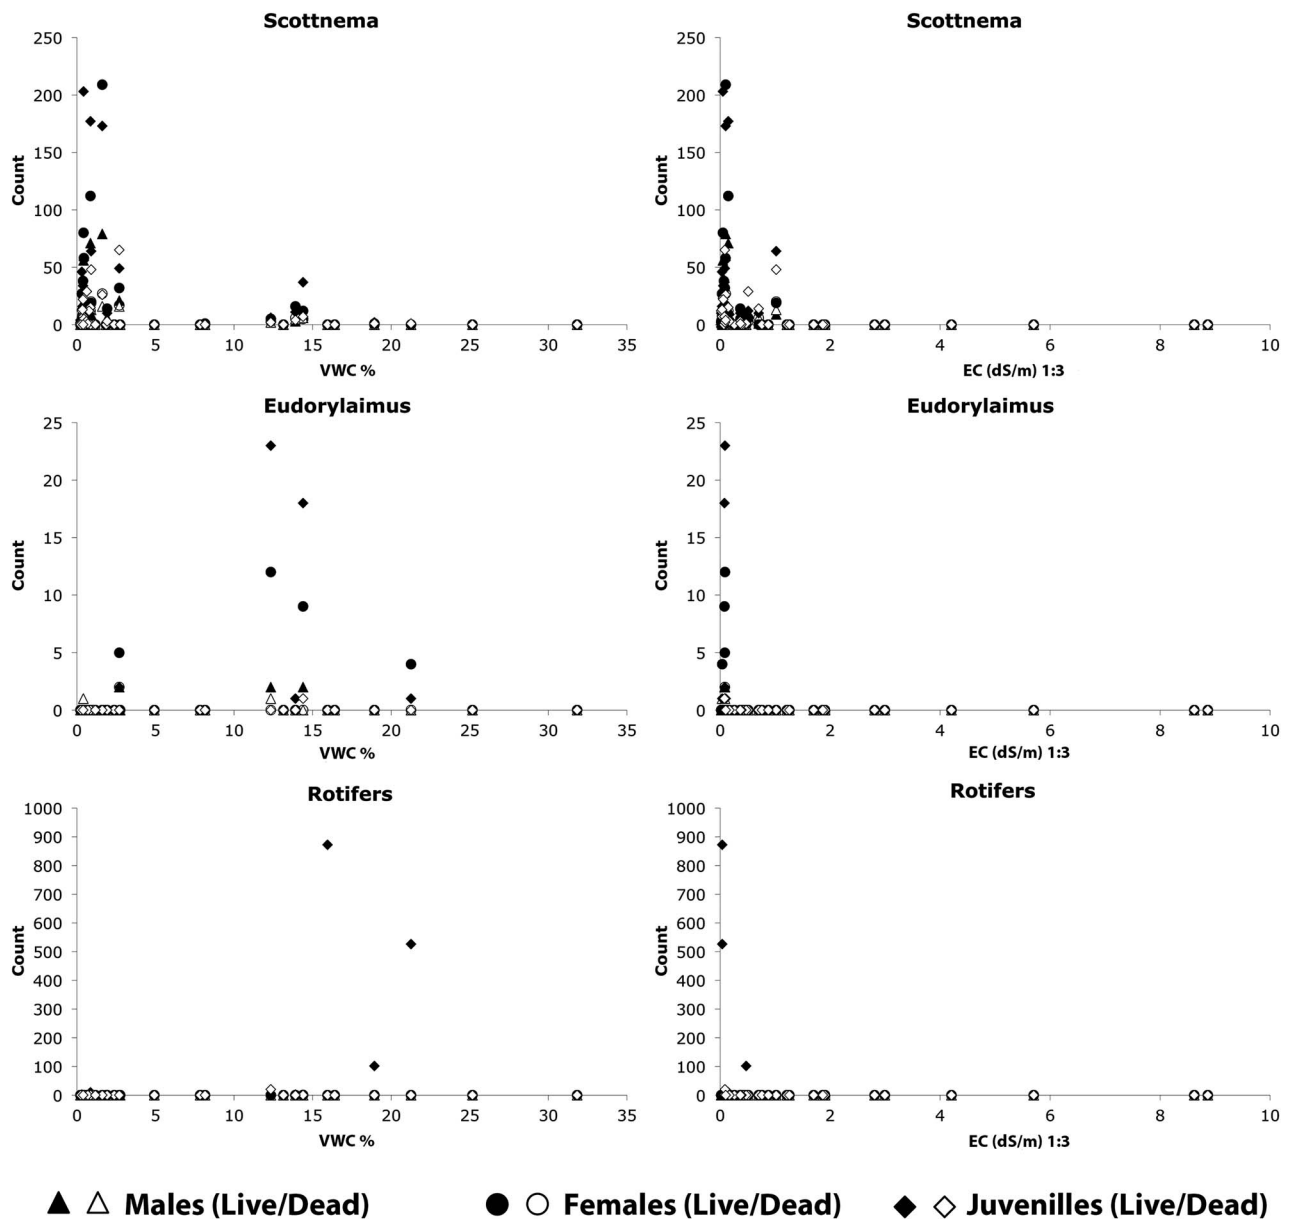 Scottnema
Scottnema
250
200
150
100
50
0
Count
0 5 10 15 20 25 30 35
VWC %
250
200
150
100
50
0
Count
0 2 4 6 8 10
EC (dS/m) 1:3
Eudorylaimus
Eudorylaimus
25
20
15
10
5
0
Count
0 5 10 15 20 25 30 35
VWC %
25
20
15
10
5
0
Count
0 2 4 6 8 10
EC (dS/m) 1:3
Rotifers
Rotifers
1000
900
800
700
600
500
400
300
200
100
0
Count
0 5 10 15 20 25 30 35
VWC %
1000
900
800
700
600
500
400
300
200
100
0
Count
0 2 4 6 8 10
EC (dS/m) 1:3
Males (Live/Dead) Females (Live/Dead) Juvenilles (Live/Dead)